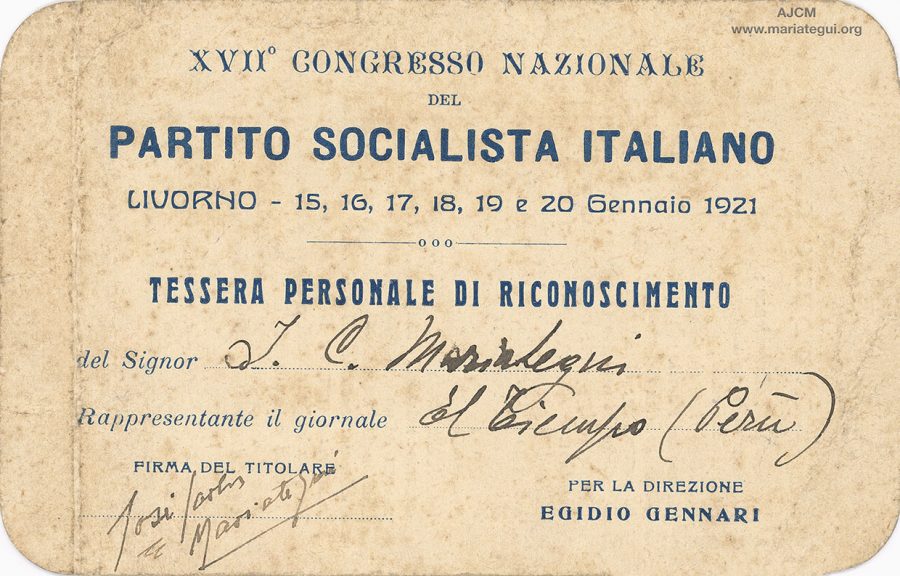 AJCM
www.mariategui.org
XVII° CONGRESSO NAZIONALE
DEL
PARTITO SOCIALISTA ITALIANO
LIVORNO - 15, 16, 17, 18, 19 e 20 Gennaio 1921
TESSERA PERSONALE DI RICONOSCIMENTO
del Signor J. C. Mariategui
Rappresentante il giornale El Tiempo (Perù)
FIRMA DEL TITOLARE
José Carlos
Mariategui
PER LA DIREZIONE
EGIDIO GENNARI